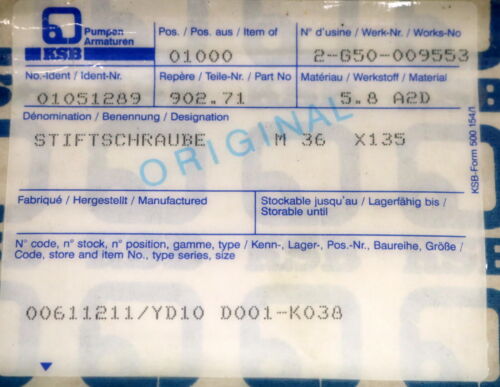 KSB
Pumpen
Armaturen
Pos. / Pos. aus / Item of
01000
N° d'usine / Werk-Nr. / Works-No
2-G50-009553
No.-Ident / Ident-Nr.
01051289
Repère / Teile-Nr. / Part No
902.71
Matériau / Werkstoff / Material
5.8 A2D
Dénomination / Benennung / Designation
STIFTSCHRAUBE M 36 X135
ORIGINAL
Fabriqué / Hergestellt / Manufactured
Stockable jusqu'au / Lagerfähig bis /
Storable until
N° code, n° stock, n° position, gamme, type / Kenn-, Lager-, Pos.-Nr., Baureihe, Größe /
Code, store and item No., type series, size
00611211/YD10 D001-K038
KSB-Form 500 154/1